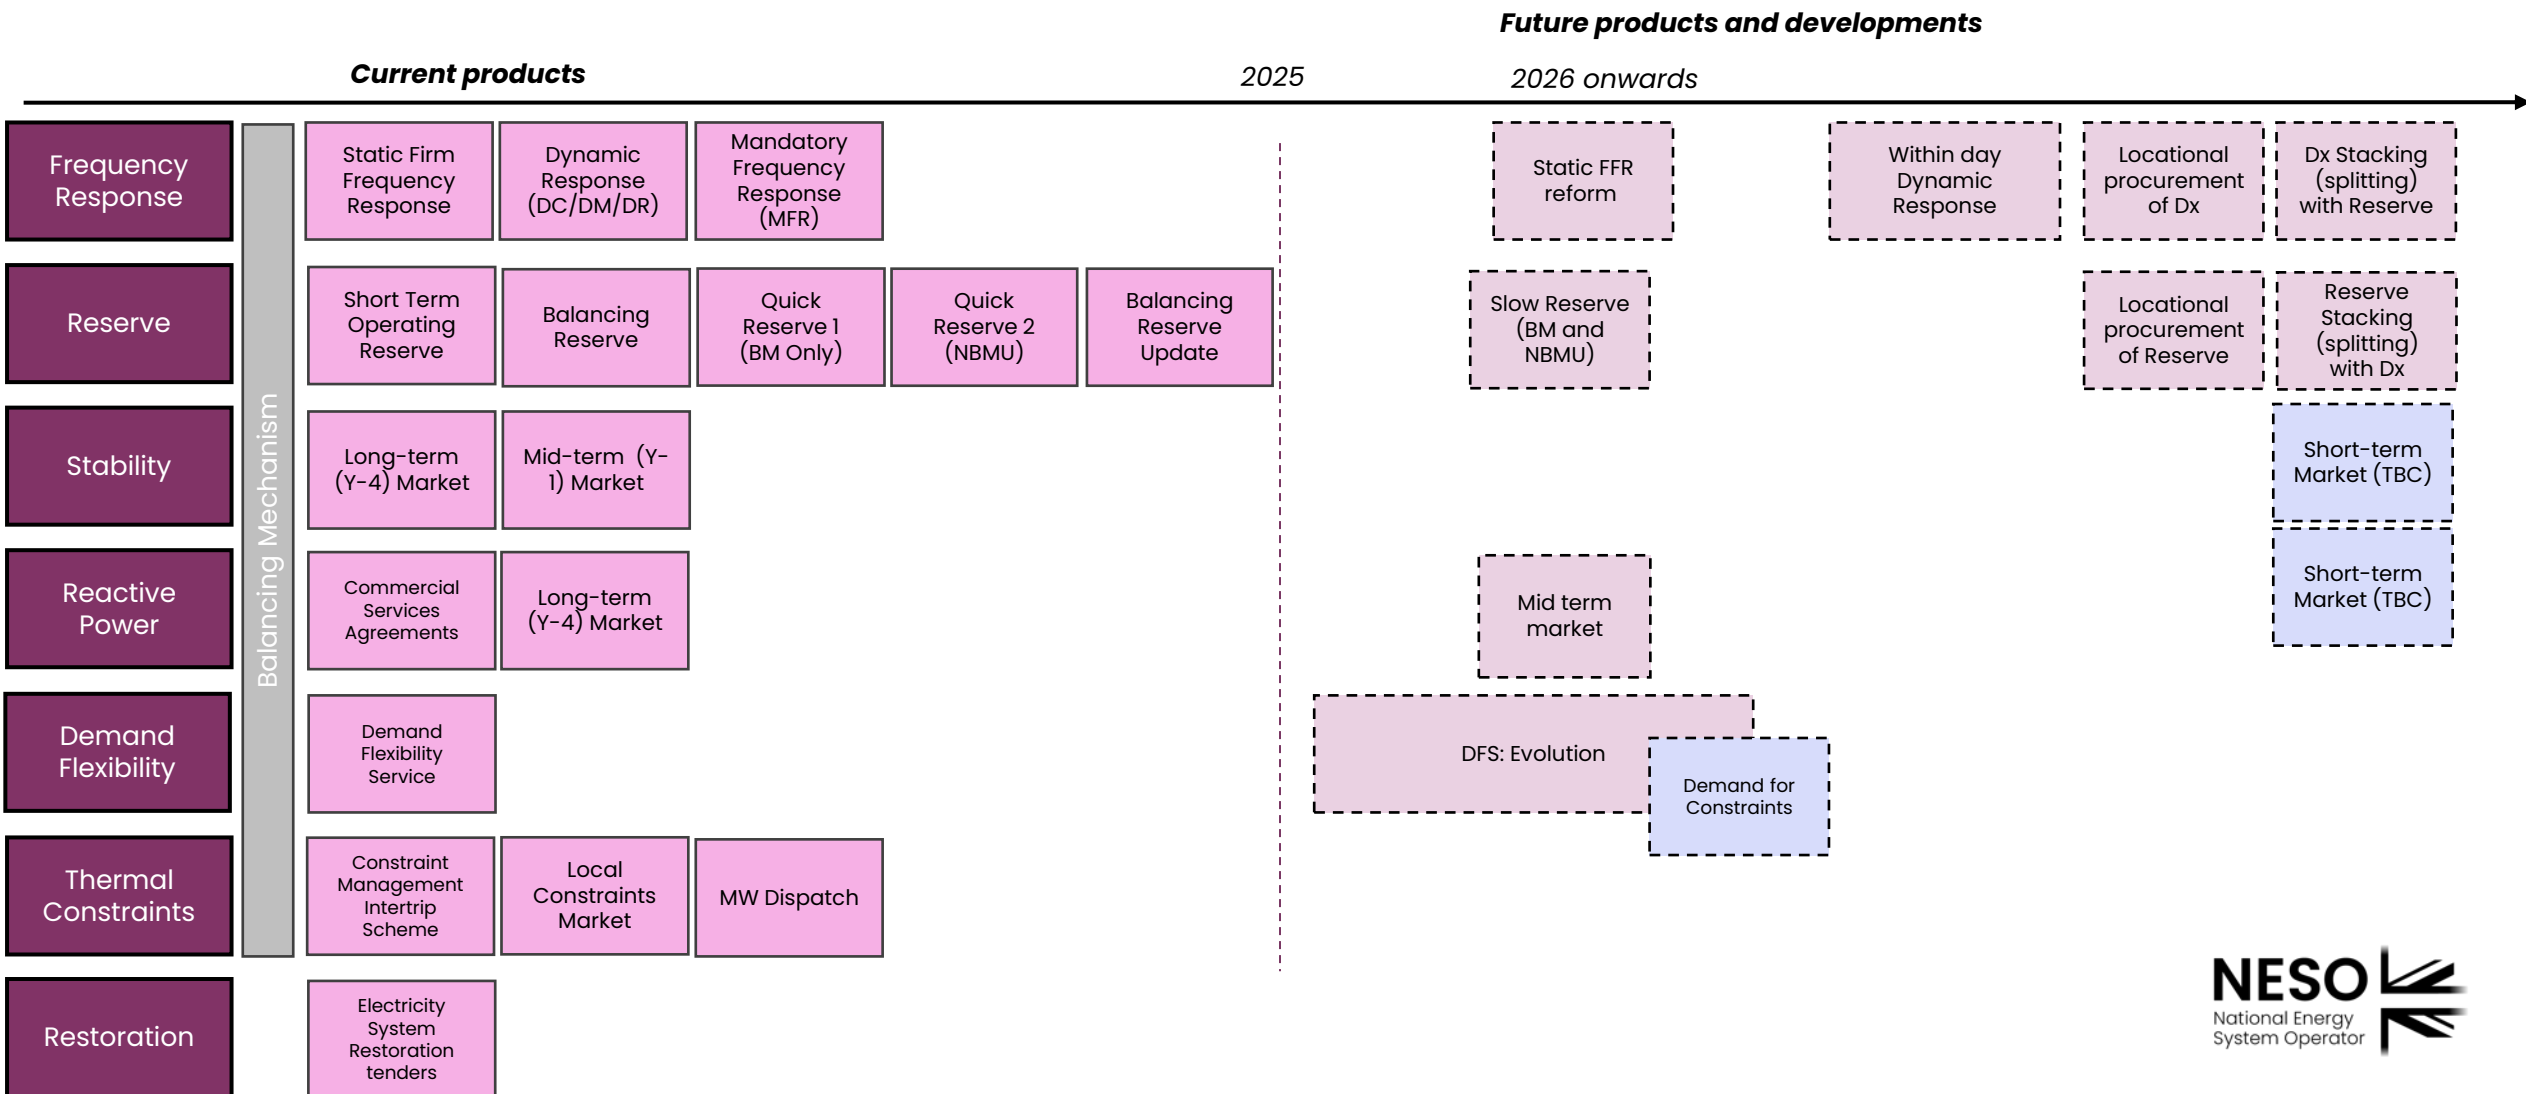 Future products and developments
Current products
2025
2026 onwards
Balancing Mechanism
Frequency
Response
Static Firm
Frequency
Response
Dynamic
Response
(DC/DM/DR)
Mandatory
Frequency
Response
(MFR)
Static FFR
reform
Within day
Dynamic
Response
Locational
procurement
of Dx
Dx Stacking
(splitting)
with Reserve
Reserve
Short Term
Operating
Reserve
Balancing
Reserve
Quick
Reserve 1
(BM Only)
Quick
Reserve 2
(NBMU)
Balancing
Reserve
Update
Slow Reserve
(BM and
NBMU)
Locational
procurement
of Reserve
Reserve
Stacking
(splitting)
with Dx
Stability
Long-term
(Y-4) Market
Mid-term (Y-
1) Market
Short-term
Market (TBC)
Reactive
Power
Commercial
Services
Agreements
Long-term
(Y-4) Market
Mid term
market
Short-term
Market (TBC)
Demand
Flexibility
Demand
Flexibility
Service
DFS: Evolution
Demand for
Constraints
Thermal
Constraints
Constraint
Management
Intertrip
Scheme
Local
Constraints
Market
MW Dispatch
Restoration
Electricity
System
Restoration
tenders
NESO
National Energy
System Operator